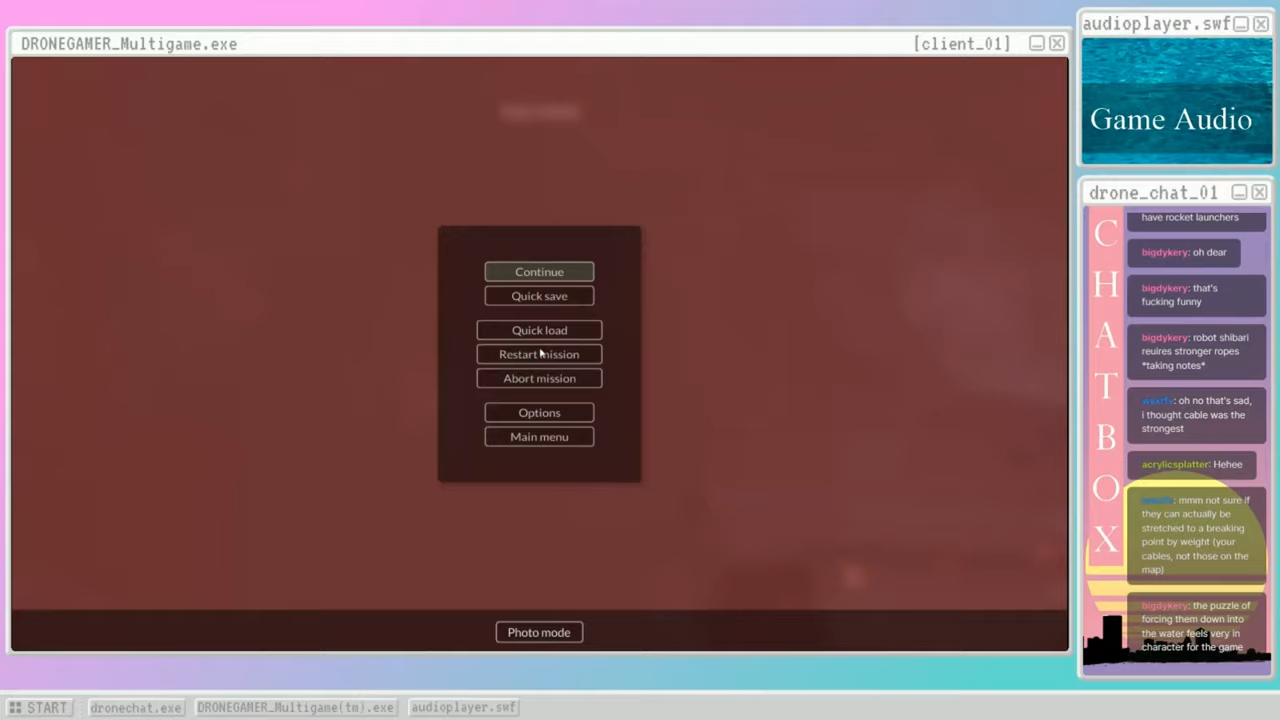 DRONEGAMER_Multigame.exe
[client_01]
Continue
Quick save
Quick load
Restart mission
Abort mission
Options
Main menu
Photo mode
audioplayer.swf
Game Audio
drone_chat_01
CHATBOX
have rocket launchers
bigdykery: oh dear
bigdykery: that's
fucking funny
bigdykery: robot shibari
reuires stronger ropes
*taking notes*
: oh no that's sad,
i thought cable was the
strongest
acrylicsplatter: Hehee
: mmm not sure if
they can actually be
stretched to a breaking
point by weight (your
cables, not those on the
map)
bigdykery: the puzzle of
forcing them down into
the water feels very in
character for the game
START
dronechat.exe
DRONEGAMER_Multigame(tm).exe
audioplayer.swf